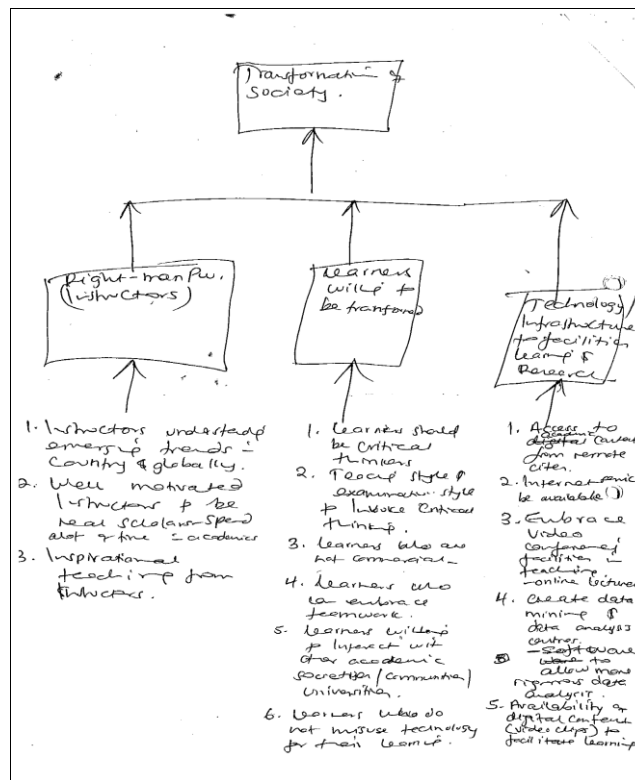 Transformation of
Society.
Right-man
(Instructors)
Learners
willing to
be transformed
Technology/
Infrastructure
to
Learning &
Research
1. Instructors
emerging trends in
Country & globally.
2. Well motivated
Instructors to be
real scholars - Spend
alot of time in academics
3. Inspirational
teaching from
Instructors.
1. Learners should
be Critical
thinkers
2. Teaching style &
examination style
to Invoke Critical
thinking.
3. Learners who are
not commercial
4. Learners who
can embrace
teamwork.
5. Learners willing
to Interact with
other academic
societies/communities/
universities.
6. Learners who do
not misuse technology
for their learning.
1. Access to
academic
digital Content
from remote
cites.
2. Internet service
be available
3. Embrace
Video
conferencing
facilities in
teaching
- online lectures
4. Create data
mining &
data analysis
centres.
- Software
to
allow more
rigorous data
analysis.
5. Availability of
digital content
(video clips) to
facilitate learning